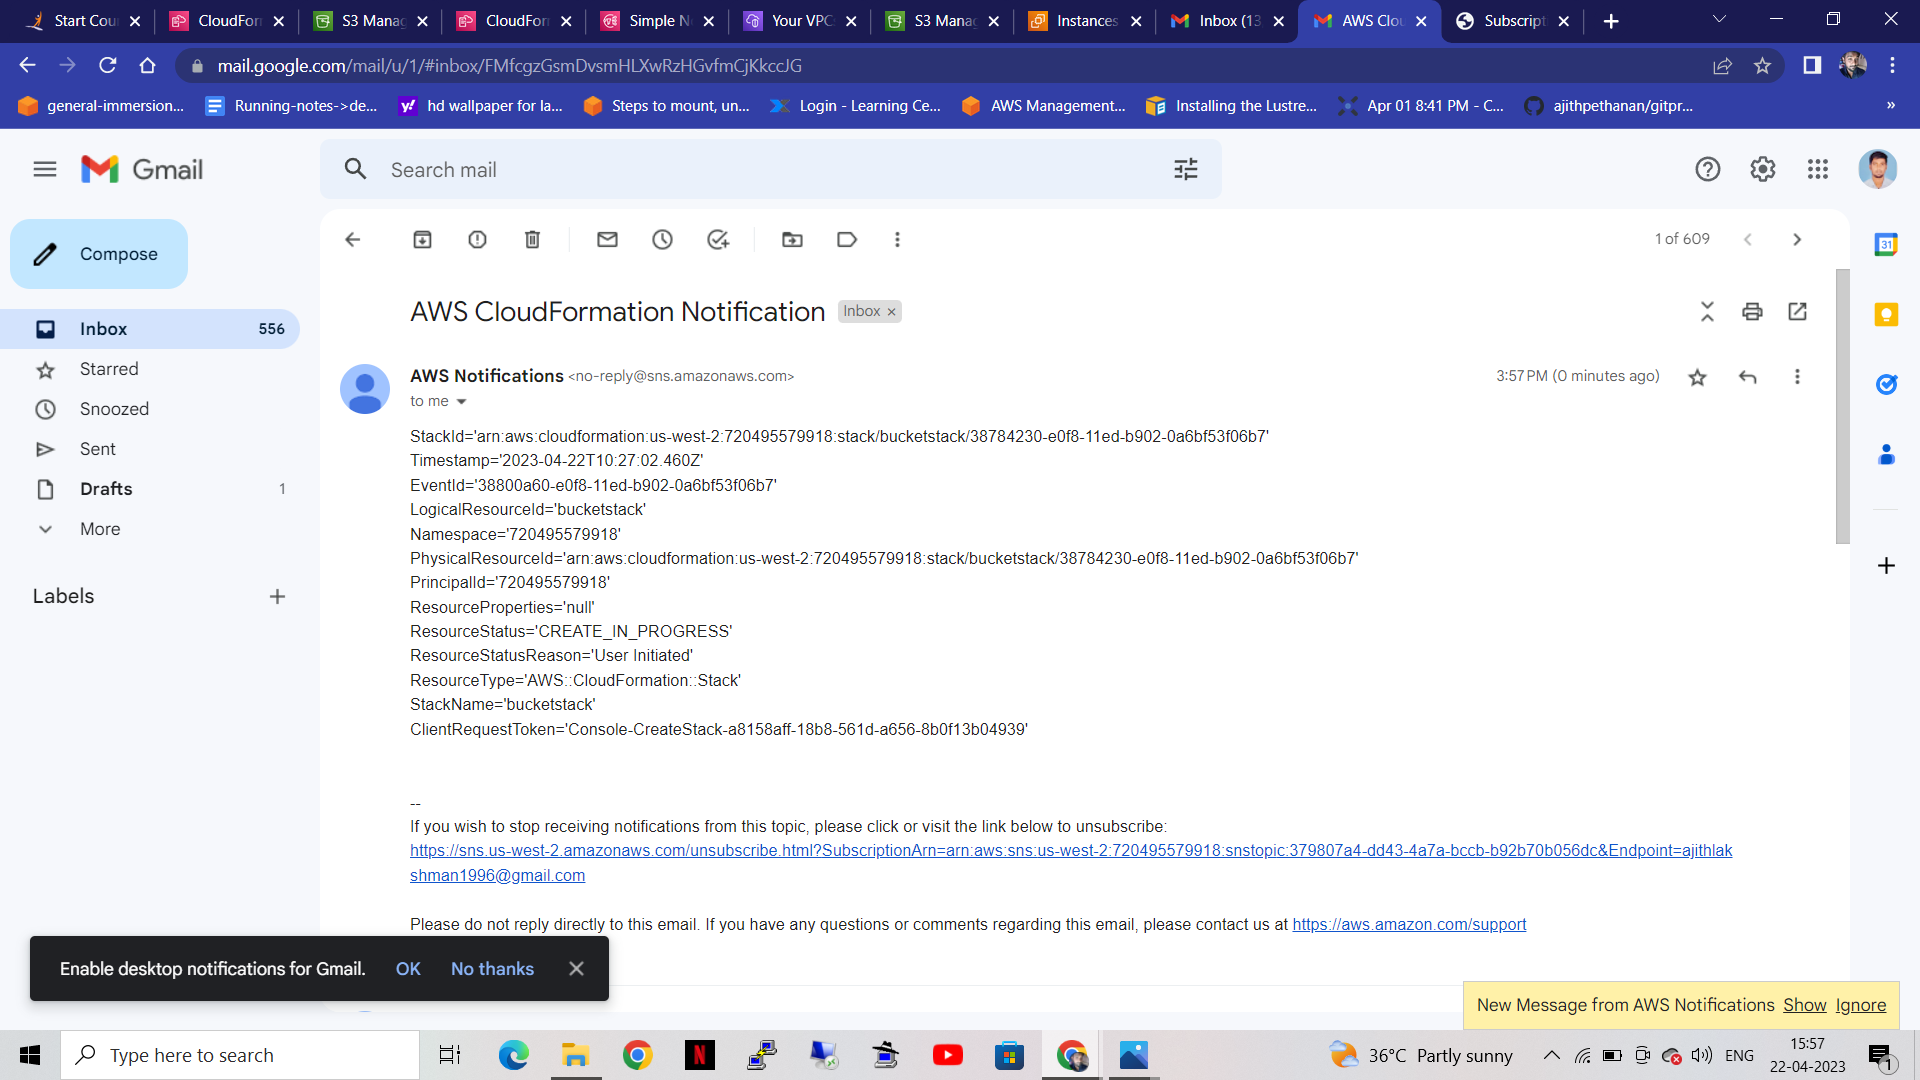 Start Cou
CloudForm
S3 Manag
CloudForm
Simple No
Your VPCs
S3 Manag
Instances
Inbox (13
AWS Clou
Subscript
mail.google.com/mail/u/1/#inbox/FMfcgzGsmDvsmHLXwRzHGvfmCjKkccJG
general-immersion...
Running-notes->de...
hd wallpaper for la...
Steps to mount, un...
Login - Learning Ce...
AWS Management...
Installing the Lustre...
Apr 01 8:41 PM - C...
ajithpethanan/gitpr...
»
Gmail
Search mail
Compose
1 of 609
Inbox 556
Starred
Snoozed
Sent
Drafts 1
More
Labels
AWS CloudFormation Notification Inbox ×
AWS Notifications <no-reply@sns.amazonaws.com> 3:57 PM (0 minutes ago)
to me
StackId='arn:aws:cloudformation:us-west-2:720495579918:stack/bucketstack/38784230-e0f8-11ed-b902-0a6bf53f06b7'
Timestamp='2023-04-22T10:27:02.460Z'
EventId='38800a60-e0f8-11ed-b902-0a6bf53f06b7'
LogicalResourceId='bucketstack'
Namespace='720495579918'
PhysicalResourceId='arn:aws:cloudformation:us-west-2:720495579918:stack/bucketstack/38784230-e0f8-11ed-b902-0a6bf53f06b7'
PrincipalId='720495579918'
ResourceProperties='null'
ResourceStatus='CREATE_IN_PROGRESS'
ResourceStatusReason='User Initiated'
ResourceType='AWS::CloudFormation::Stack'
StackName='bucketstack'
ClientRequestToken='Console-CreateStack-a8158aff-18b8-561d-a656-8b0f13b04939'
--
If you wish to stop receiving notifications from this topic, please click or visit the link below to unsubscribe:
https://sns.us-west-2.amazonaws.com/unsubscribe.html?SubscriptionArn=arn:aws:sns:us-west-2:720495579918:snstopic:379807a4-dd43-4a7a-bccb-b92b70b056dc&Endpoint=ajithlak
shman1996@gmail.com
Please do not reply directly to this email. If you have any questions or comments regarding this email, please contact us at https://aws.amazon.com/support
Enable desktop notifications for Gmail. OK No thanks
New Message from AWS Notifications Show Ignore
31
Type here to search
N
36°C Partly sunny
ENG
15:57
22-04-2023
1